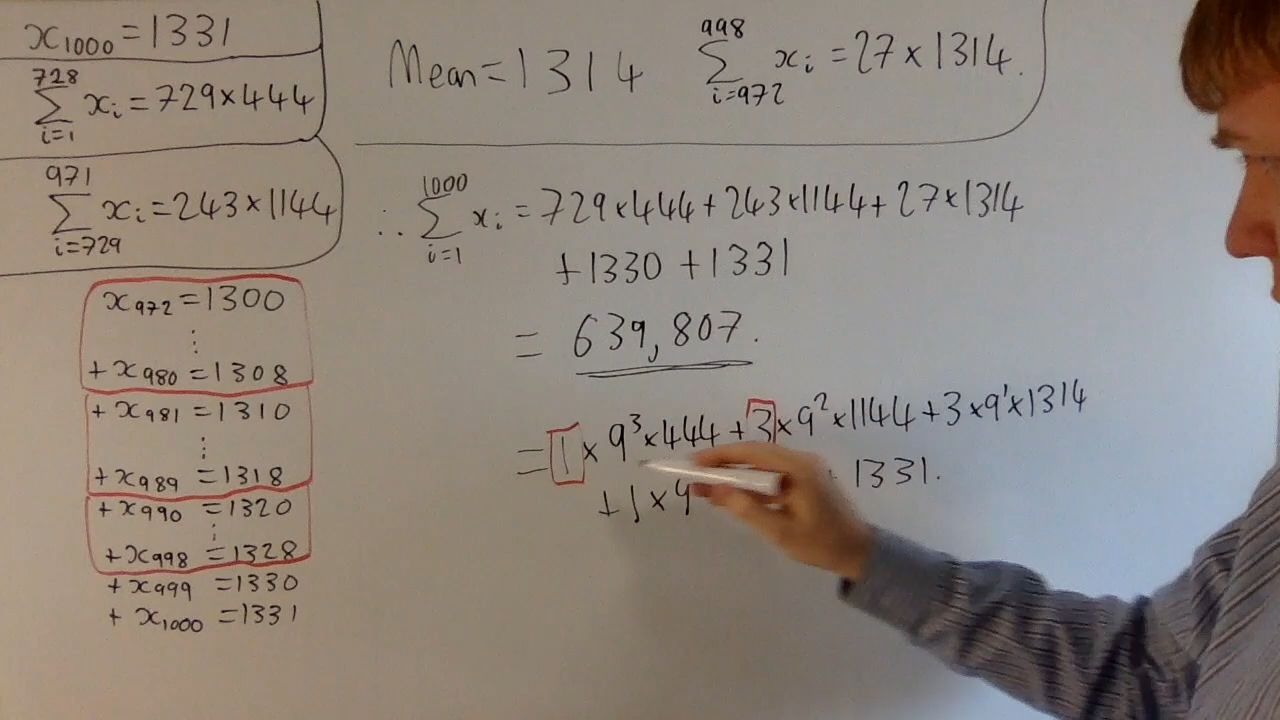 x₁₀₀₀ = 1331
728
∑ xᵢ = 729×444
i=1
971
∑ xᵢ = 243×1144
i=729
x₉₇₂ = 1300
⋮
+ x₉₈₀ = 1308
+ x₉₈₁ = 1310
⋮
+ x₉₈₉ = 1318
+ x₉₉₀ = 1320
⋮
+ x₉₉₈ = 1328
+ x₉₉₉ = 1330
+ x₁₀₀₀ = 1331
Mean = 1314
998
∑ xᵢ = 27×1314.
i=972
1000
∴ ∑ xᵢ = 729×444 + 243×1144 + 27×1314
i=1
+1330 + 1331
= 639,807.
= 1 × 9³×444 + 3×9²×1144 + 3×9¹×1314
+ 1×9 1331.